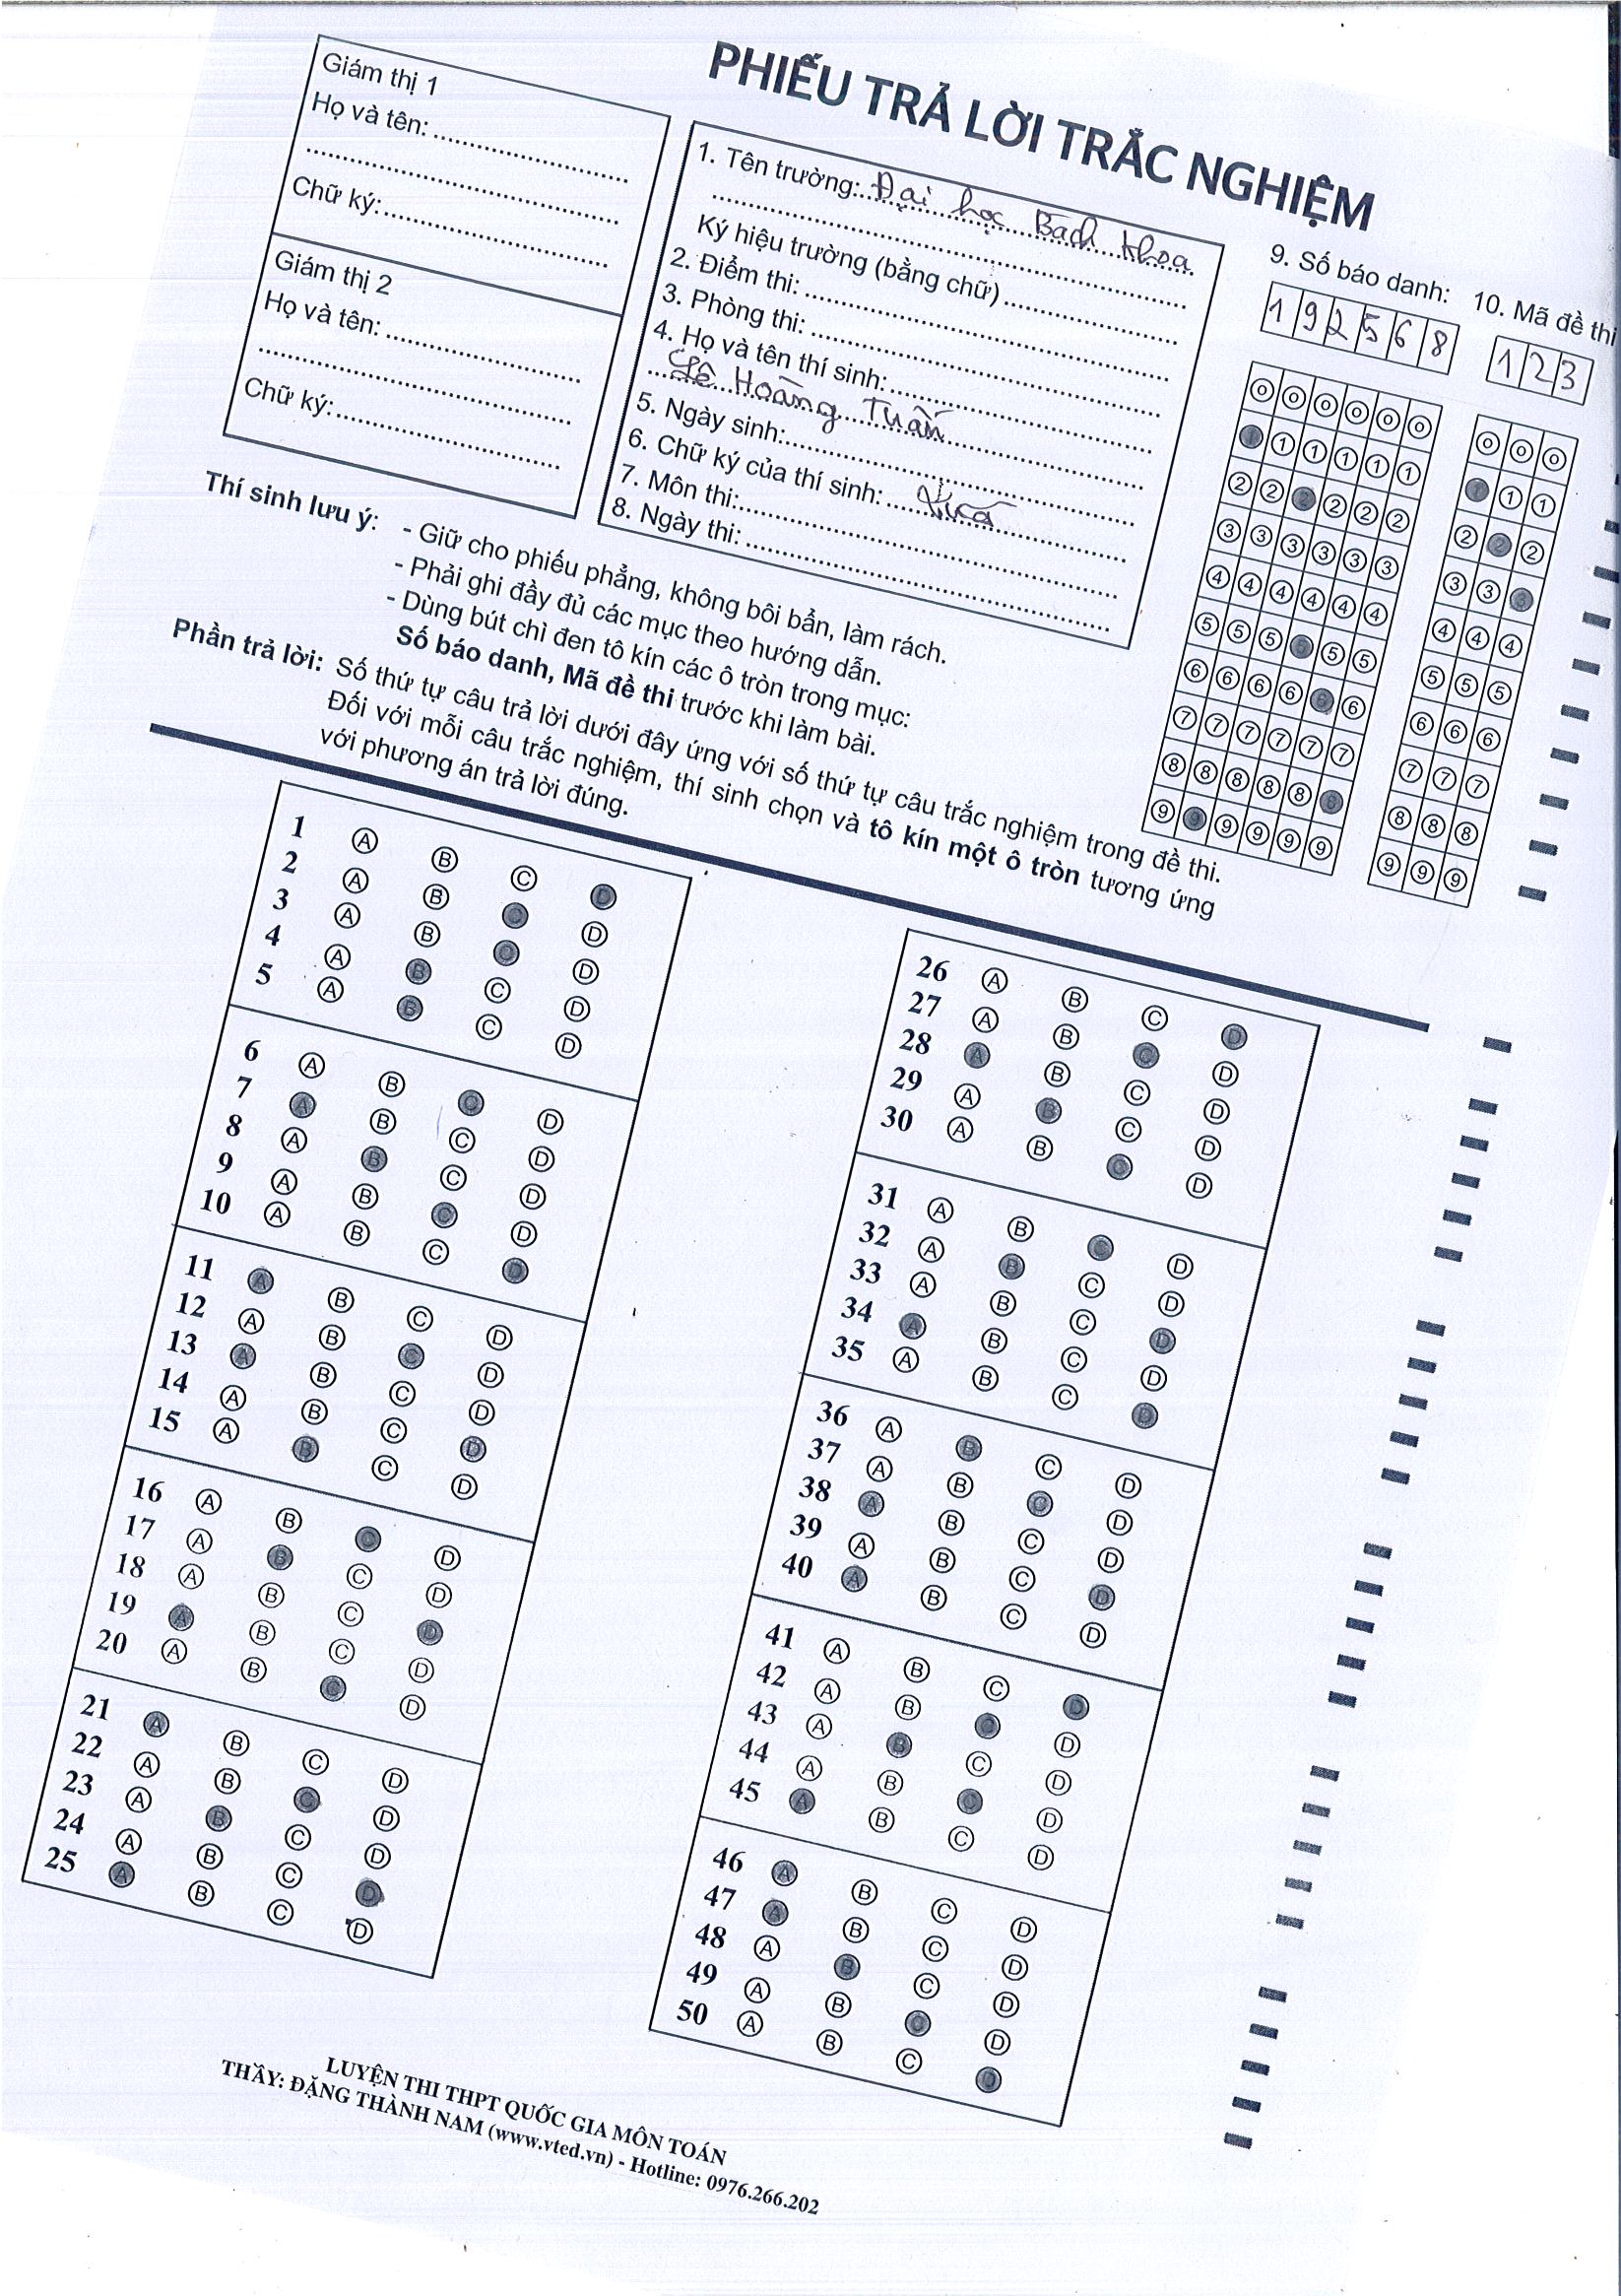 PHIẾU TRẢ LỜI TRẮC NGHIỆM
Giám thị 1
Họ và tên: ..............................
................................................
Chữ ký: ..................................
Giám thị 2
Họ và tên: ..............................
................................................
Chữ ký: ..................................
1. Tên trường: Đại học Bách Khoa
Ký hiệu trường (bằng chữ) ..........................
2. Điểm thi: ..........................
3. Phòng thi: ..........................
4. Họ và tên thí sinh: ..........................
Lê Hoàng Tuấn
5. Ngày sinh: ..........................
6. Chữ ký của thí sinh: ..........................
7. Môn thi: ..........................
8. Ngày thi: ..........................
9. Số báo danh:
1 9 2 5 6 8
0 0 0 0 0 0
1 1 1 1 1 1
2 2 2 2 2 2
3 3 3 3 3 3
4 4 4 4 4 4
5 5 5 5 5 5
6 6 6 6 6 6
7 7 7 7 7 7
8 8 8 8 8 8
9 9 9 9 9 9
10. Mã đề thi
1 2 3
0 0 0
1 1 1
2 2 2
3 3 3
4 4 4
5 5 5
6 6 6
7 7 7
8 8 8
9 9 9
Thí sinh lưu ý: - Giữ cho phiếu phẳng, không bôi bẩn, làm rách.
- Phải ghi đầy đủ các mục theo hướng dẫn.
- Dùng bút chì đen tô kín các ô tròn trong mục:
Số báo danh, Mã đề thi trước khi làm bài.
Phần trả lời: Số thứ tự câu trả lời dưới đây ứng với số thứ tự câu trắc nghiệm trong đề thi.
Đối với mỗi câu trắc nghiệm, thí sinh chọn và tô kín một ô tròn tương ứng
với phương án trả lời đúng.
1 A B C D
2 A B C D
3 A B C D
4 A B C D
5 A B C D
6 A B C D
7 A B C D
8 A B C D
9 A B C D
10 A B C D
11 A B C D
12 A B C D
13 A B C D
14 A B C D
15 A B C D
16 A B C D
17 A B C D
18 A B C D
19 A B C D
20 A B C D
21 A B C D
22 A B C D
23 A B C D
24 A B C D
25 A B C D
26 A B C D
27 A B C D
28 A B C D
29 A B C D
30 A B C D
31 A B C D
32 A B C D
33 A B C D
34 A B C D
35 A B C D
36 A B C D
37 A B C D
38 A B C D
39 A B C D
40 A B C D
41 A B C D
42 A B C D
43 A B C D
44 A B C D
45 A B C D
46 A B C D
47 A B C D
48 A B C D
49 A B C D
50 A B C D
LUYỆN THI THPT QUỐC GIA MÔN TOÁN
THẦY: ĐẶNG THÀNH NAM (www.vted.vn) - Hotline: 0976.266.202